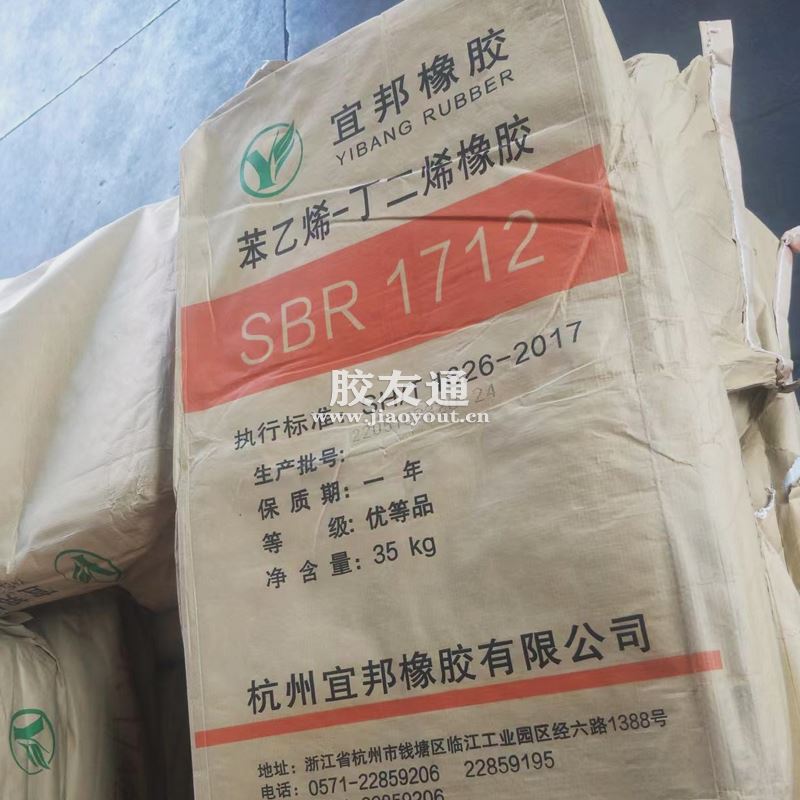 宜邦橡胶
YIBANG RUBBER
苯乙烯-丁二烯橡胶
SBR 1712
执行标准 1626-2017
生产批号:
胶友通
www.jiaoyout.cn
保质期:一年
等 级:优等品
净含量:35 kg
杭州宜邦橡胶有限公司
地址:浙江省杭州市钱塘区临江工业园区经六路1388号
电话:0571-22859206 22859195
22859206